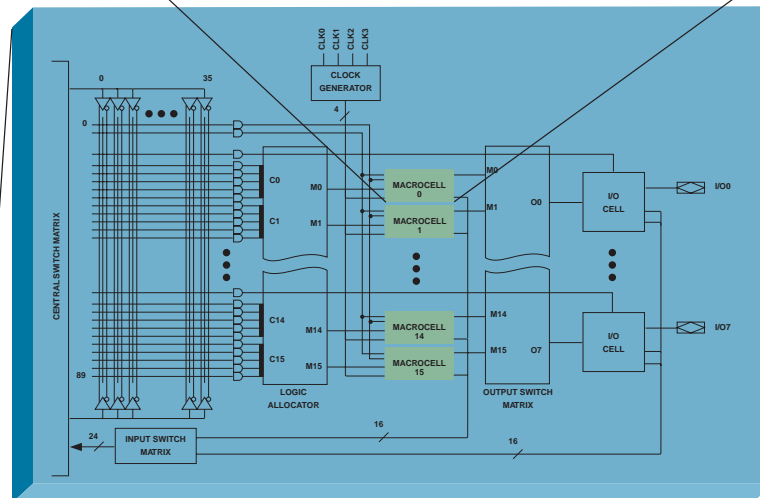 CLK0
CLK1
CLK2
CLK3
CLOCK
GENERATOR
4
0
35
0
CENTRAL SWITCH MATRIX
C0
M0
C1
M1
MACROCELL
0
MACROCELL
1
M0
M1
O0
I/O
CELL
I/O0
C14
M14
C15
M15
MACROCELL
14
MACROCELL
15
M14
M15
O7
I/O
CELL
I/O7
89
LOGIC
ALLOCATOR
OUTPUT SWITCH
MATRIX
24
INPUT SWITCH
MATRIX
16
16